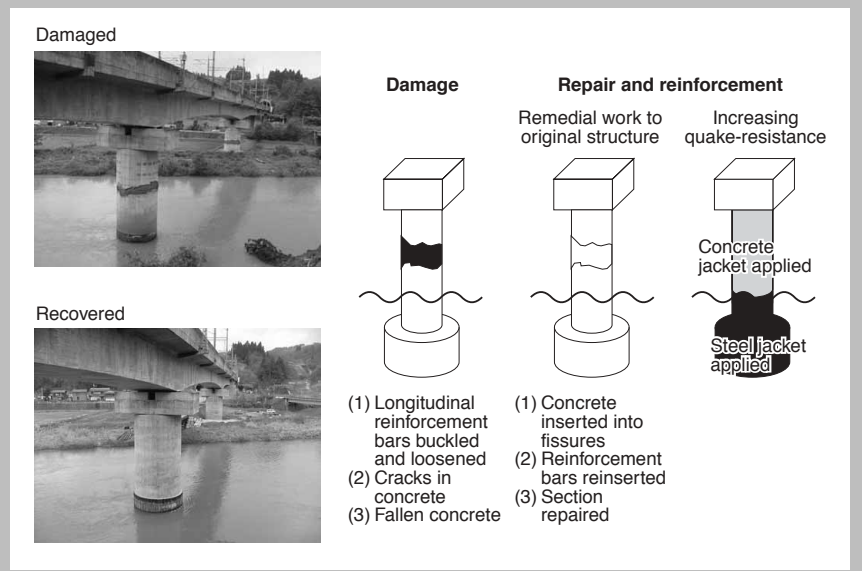 Damaged
Recovered
Damage
Repair and reinforcement
Remedial work to
original structure
Increasing
quake-resistance
Concrete
jacket applied
Steel jacket
applied
(1) Longitudinal
reinforcement
bars buckled
and loosened
(2) Cracks in
concrete
(3) Fallen concrete
(1) Concrete
inserted into
fissures
(2) Reinforcement
bars reinserted
(3) Section
repaired